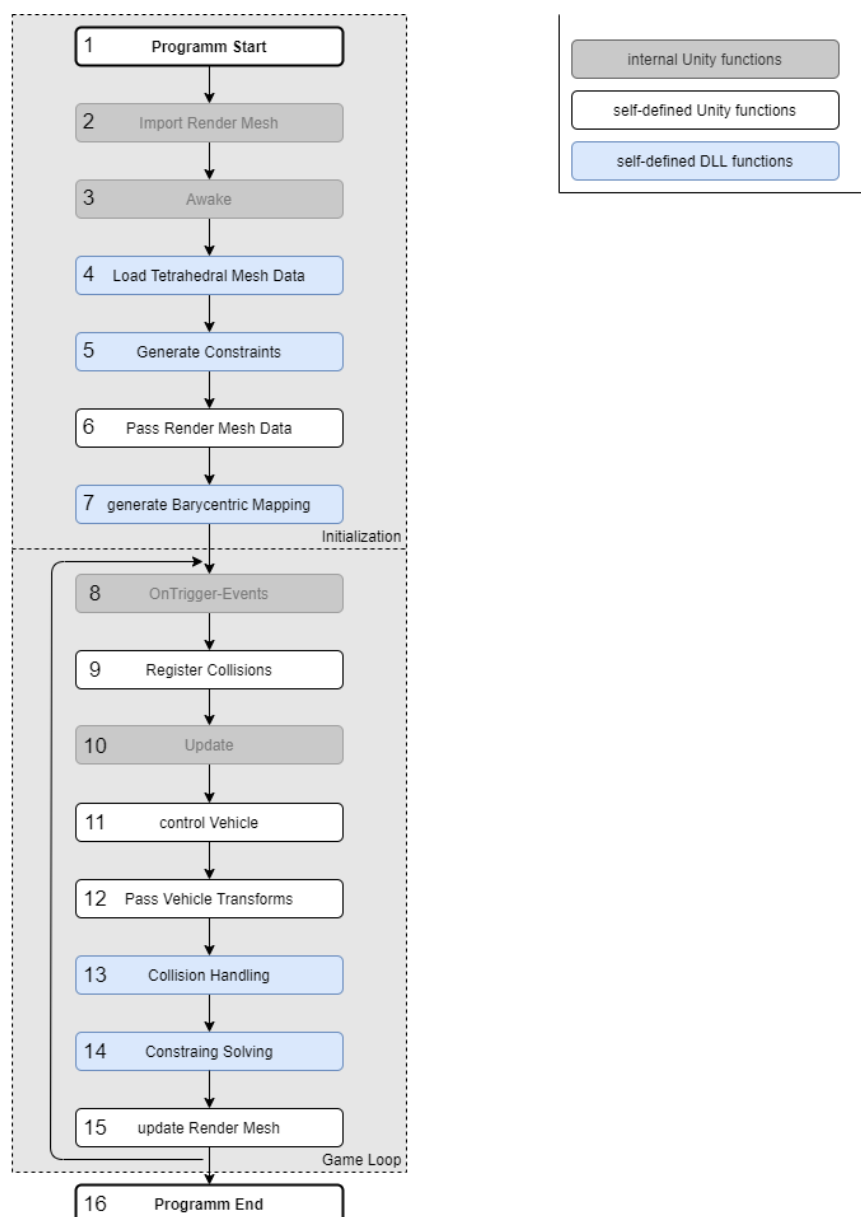 1 Programm Start
2 Import Render Mesh
3 Awake
4 Load Tetrahedral Mesh Data
5 Generate Constraints
6 Pass Render Mesh Data
7 generate Barycentric Mapping
Initialization
8 OnTrigger-Events
9 Register Collisions
10 Update
11 control Vehicle
12 Pass Vehicle Transforms
13 Collision Handling
14 Constraing Solving
15 update Render Mesh
Game Loop
16 Programm End
internal Unity functions
self-defined Unity functions
self-defined DLL functions